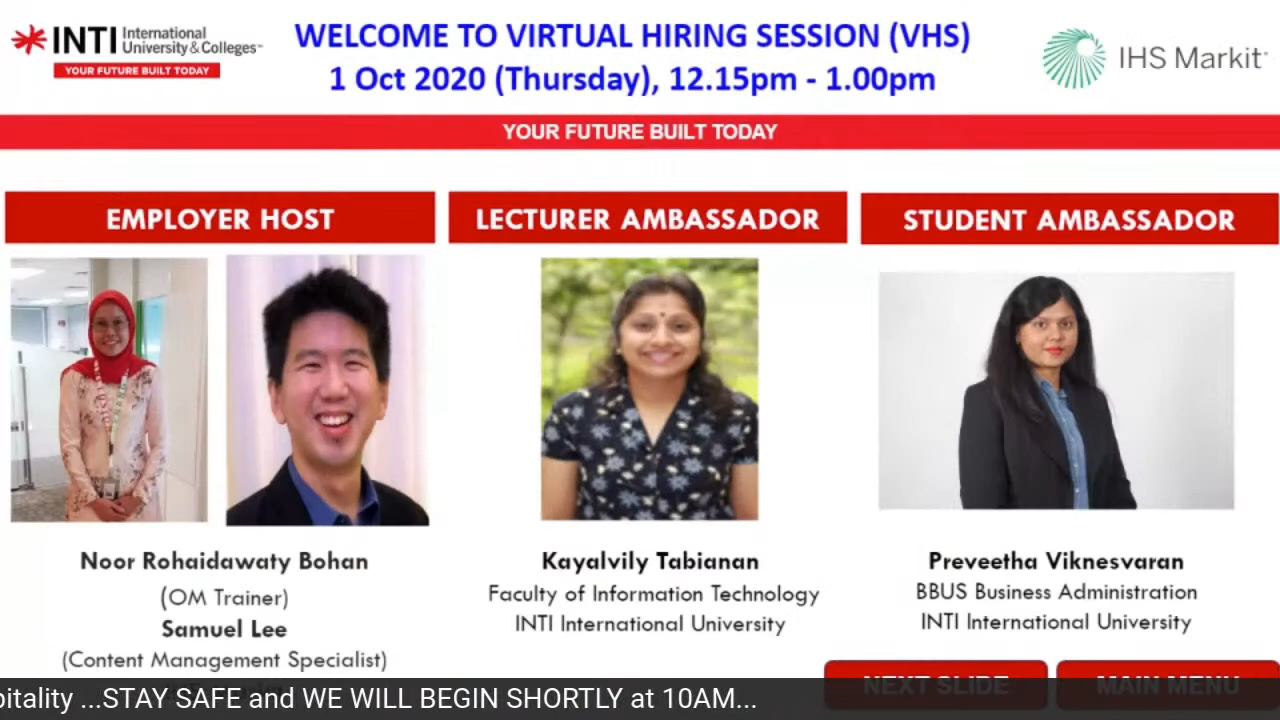 INTI International
University & Colleges
YOUR FUTURE BUILT TODAY
WELCOME TO VIRTUAL HIRING SESSION (VHS)
1 Oct 2020 (Thursday), 12.15pm - 1.00pm
IHS Markit
YOUR FUTURE BUILT TODAY
EMPLOYER HOST
LECTURER AMBASSADOR
STUDENT AMBASSADOR
Noor Rohaidawaty Bohan
(OM Trainer)
Samuel Lee
(Content Management Specialist)
Kayalvily Tabianan
Faculty of Information Technology
INTI International University
Preveetha Viknesvaran
BBUS Business Administration
INTI International University
NEXT SLIDE
MAIN MENU
...STAY SAFE and WE WILL BEGIN SHORTLY at 10AM...